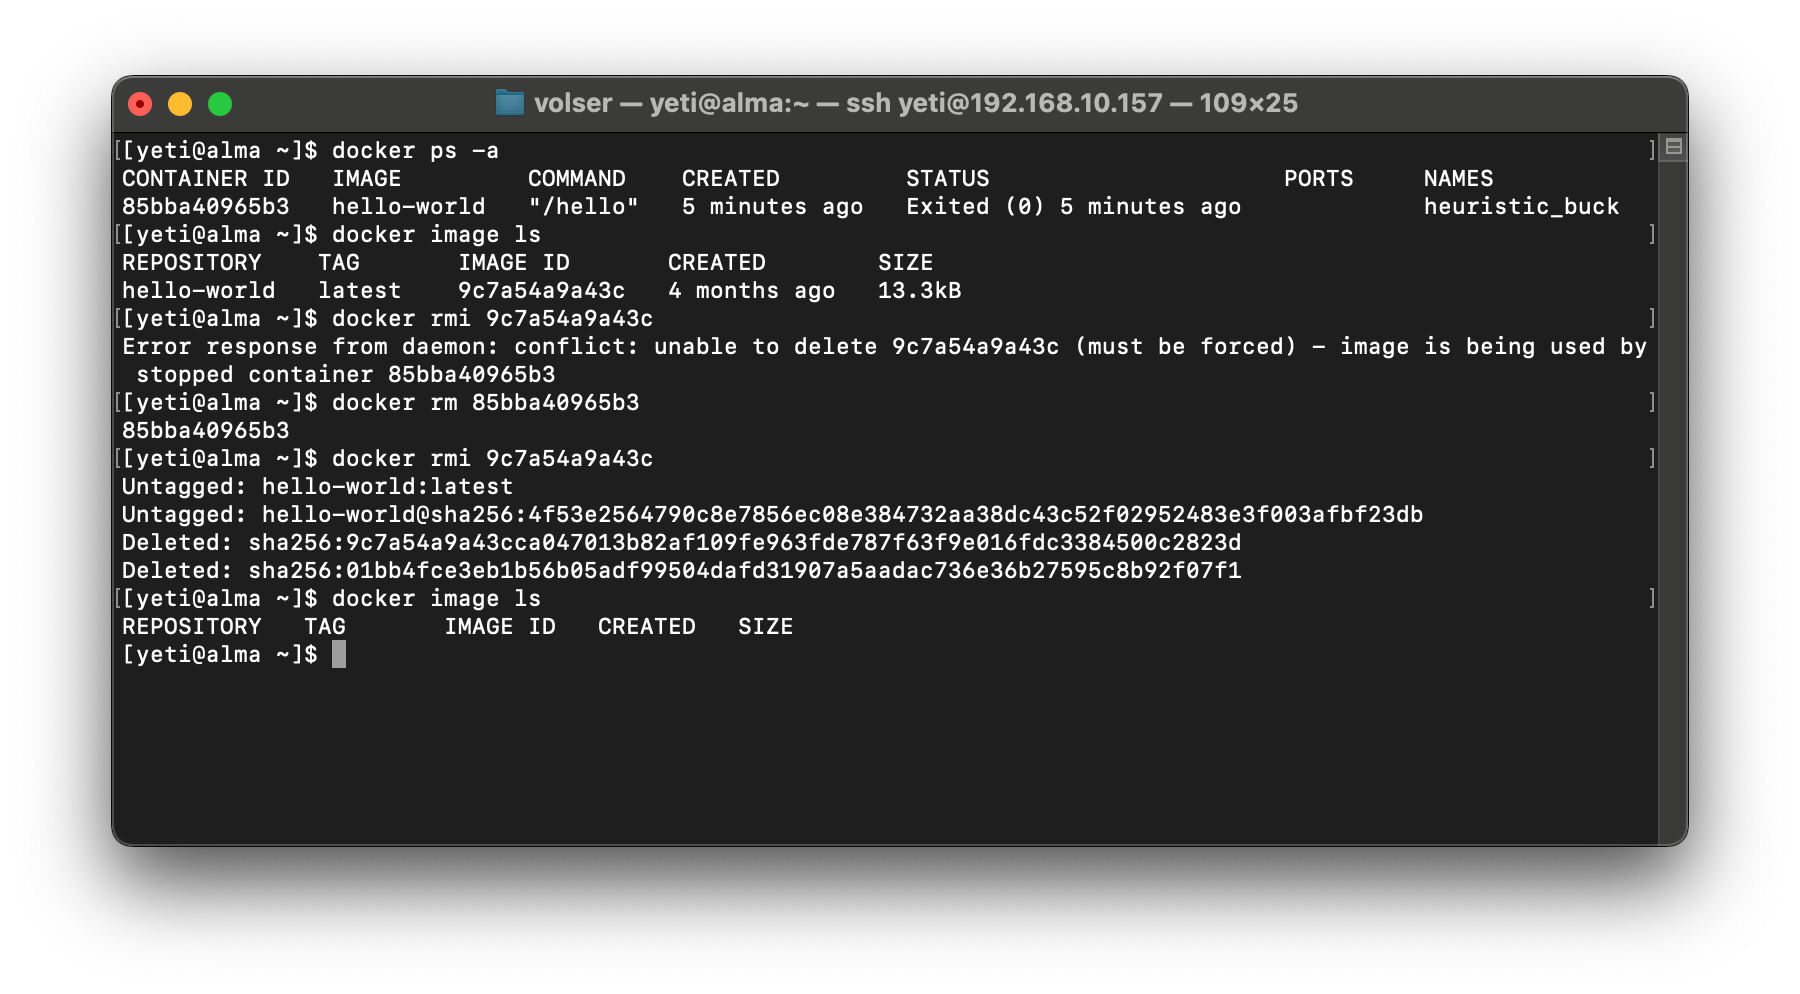 volser — yeti@alma:~ — ssh yeti@192.168.10.157 — 109×25
[[yeti@alma ~]$ docker ps -a ]
CONTAINER ID   IMAGE         COMMAND    CREATED         STATUS                     PORTS     NAMES
85bba40965b3   hello-world   "/hello"   5 minutes ago   Exited (0) 5 minutes ago             heuristic_buck
[[yeti@alma ~]$ docker image ls ]
REPOSITORY    TAG       IMAGE ID       CREATED        SIZE
hello-world   latest    9c7a54a9a43c   4 months ago   13.3kB
[[yeti@alma ~]$ docker rmi 9c7a54a9a43c ]
Error response from daemon: conflict: unable to delete 9c7a54a9a43c (must be forced) - image is being used by
 stopped container 85bba40965b3
[[yeti@alma ~]$ docker rm 85bba40965b3 ]
85bba40965b3
[[yeti@alma ~]$ docker rmi 9c7a54a9a43c ]
Untagged: hello-world:latest
Untagged: hello-world@sha256:4f53e2564790c8e7856ec08e384732aa38dc43c52f02952483e3f003afbf23db
Deleted: sha256:9c7a54a9a43cca047013b82af109fe963fde787f63f9e016fdc3384500c2823d
Deleted: sha256:01bb4fce3eb1b56b05adf99504dafd31907a5aadac736e36b27595c8b92f07f1
[[yeti@alma ~]$ docker image ls ]
REPOSITORY   TAG       IMAGE ID   CREATED   SIZE
[yeti@alma ~]$